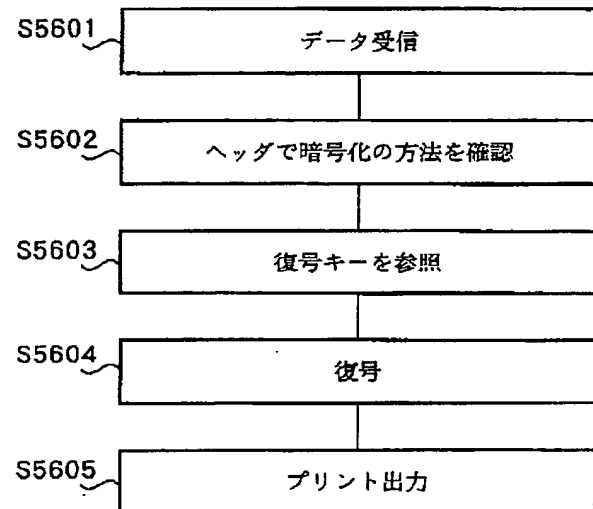 S5601
データ受信
S5602
ヘッダで暗号化の方法を確認
S5603
復号キーを参照
S5604
復号
S5605
プリント出力